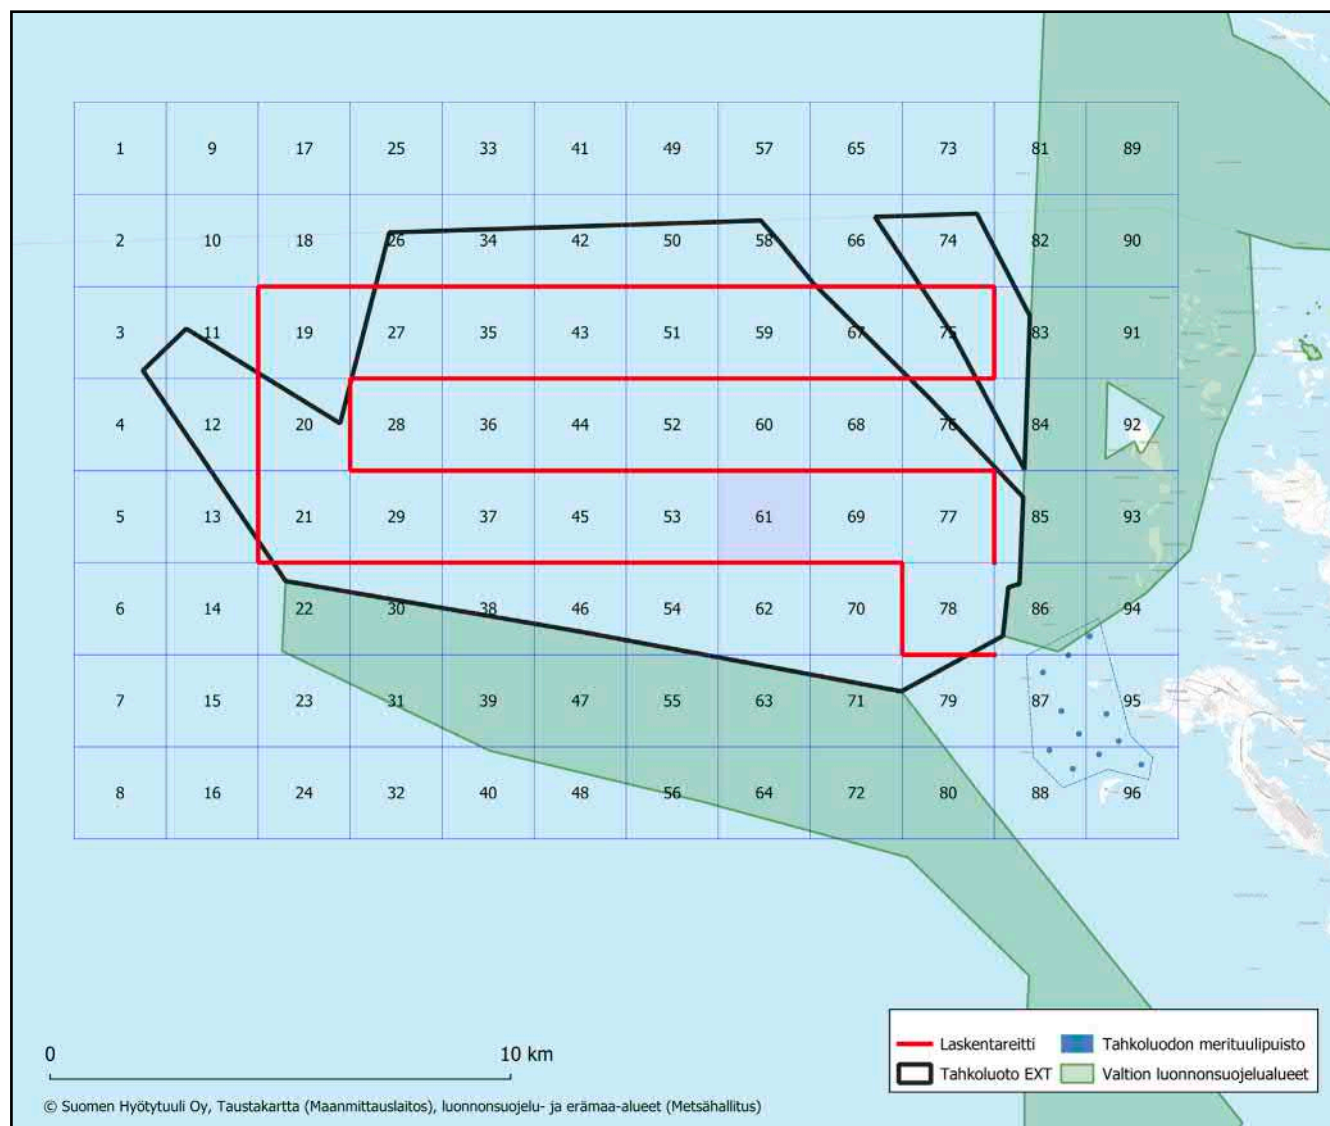 1 9 17 25 33 41 49 57 65 73 81 89
2 10 18 26 34 42 50 58 66 74 82 90
3 11 19 27 35 43 51 59 67 75 83 91
4 12 20 28 36 44 52 60 68 76 84 92
5 13 21 29 37 45 53 61 69 77 85 93
6 14 22 30 38 46 54 62 70 78 86 94
7 15 23 31 39 47 55 63 71 79 87 95
8 16 24 32 40 48 56 64 72 80 88 96
0 10 km
Laskentareitti Tahkoluodon merituulipuisto
Tahkoluoto EXT Valtion luonnonsuojelualueet
© Suomen Hyötytuuli Oy, Taustakartta (Maanmittauslaitos), luonnonsuojelu- ja erämaa-alueet (Metsähallitus)